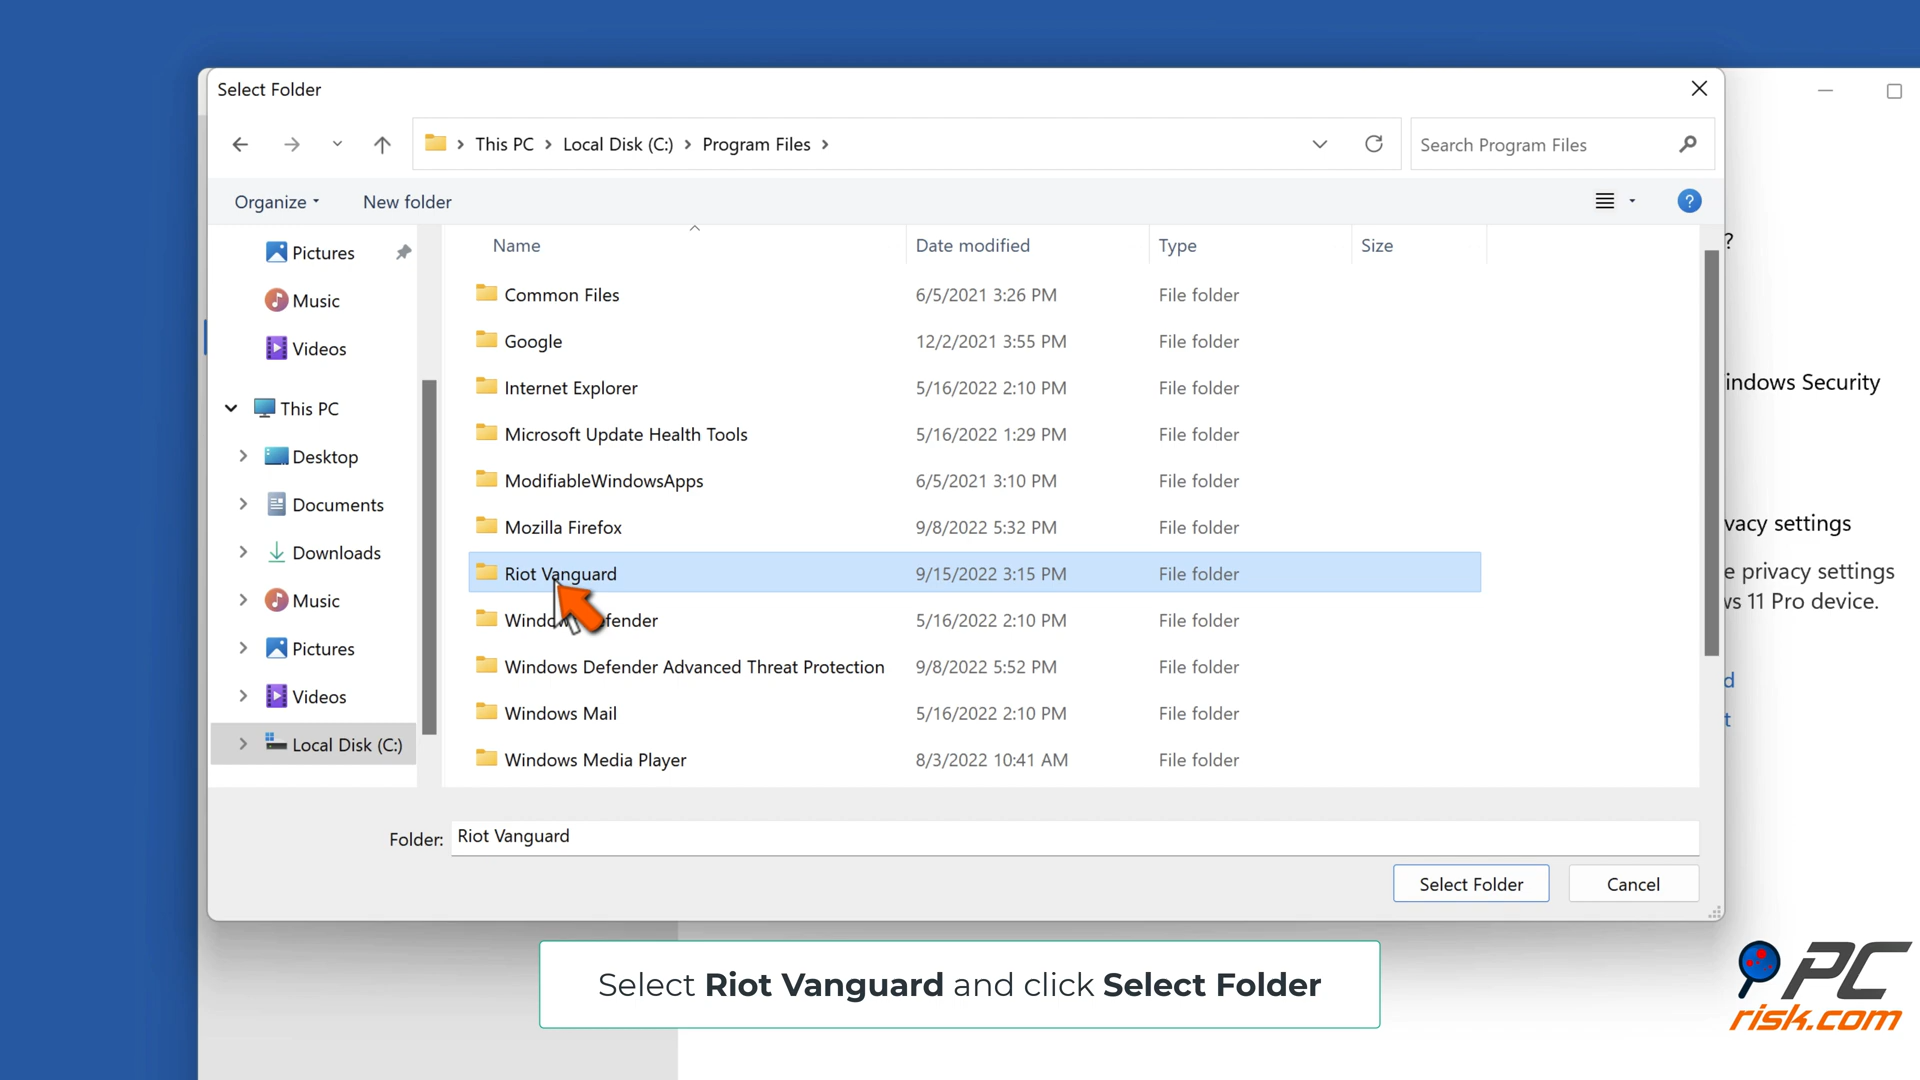 Select Folder
This PC > Local Disk (C:) > Program Files >
Search Program Files
Organize
New folder
?
Pictures
Music
Videos
This PC
Desktop
Documents
Downloads
Music
Pictures
Videos
Local Disk (C:)
Name Date modified Type Size
Common Files 6/5/2021 3:26 PM File folder
Google 12/2/2021 3:55 PM File folder
Internet Explorer 5/16/2022 2:10 PM File folder
Microsoft Update Health Tools 5/16/2022 1:29 PM File folder
ModifiableWindowsApps 6/5/2021 3:10 PM File folder
Mozilla Firefox 9/8/2022 5:32 PM File folder
Riot Vanguard 9/15/2022 3:15 PM File folder
Windo fender 5/16/2022 2:10 PM File folder
Windows Defender Advanced Threat Protection 9/8/2022 5:52 PM File folder
Windows Mail 5/16/2022 2:10 PM File folder
Windows Media Player 8/3/2022 10:41 AM File folder
Folder: Riot Vanguard
Select Folder
Cancel
?
indows Security
vacy settings
e privacy settings
vs 11 Pro device.
d
t
Select Riot Vanguard and click Select Folder
PC
risk.com